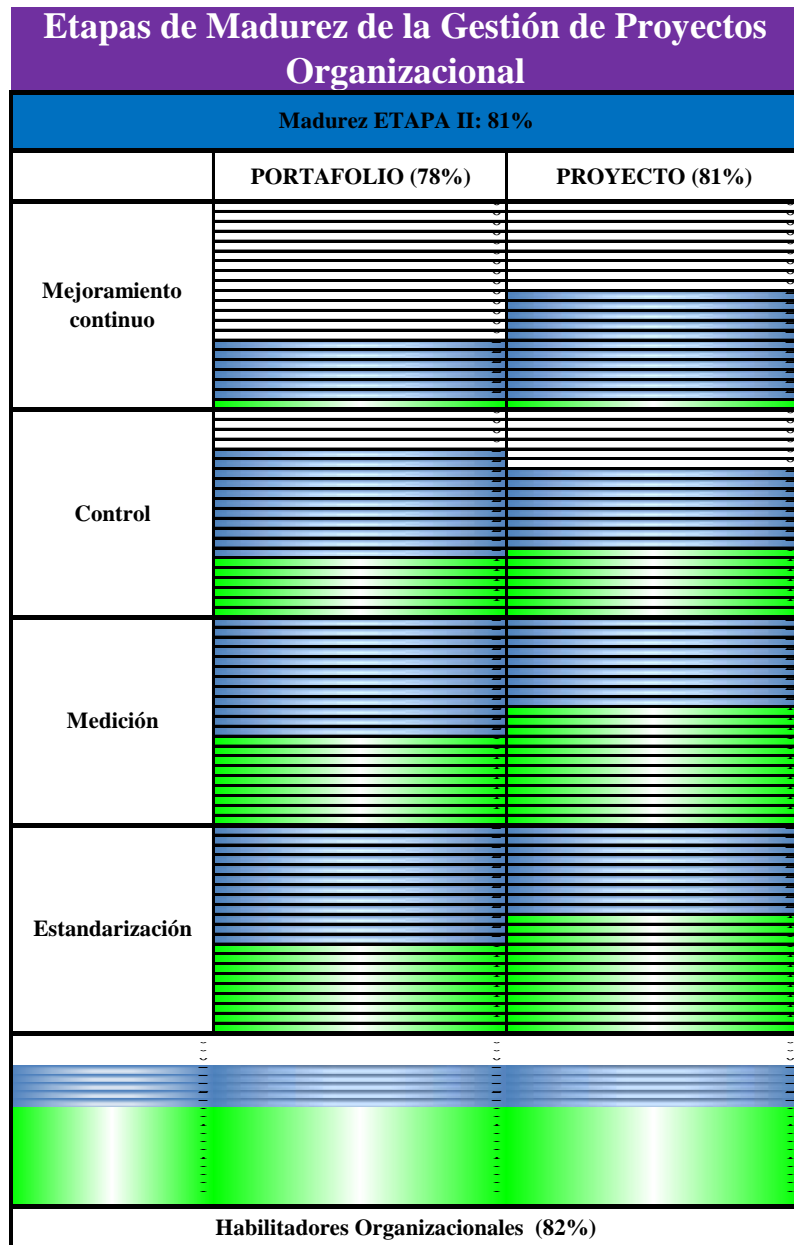 Etapas de Madurez de la Gestión de Proyectos
Organizacional
Madurez ETAPA II: 81%
PORTAFOLIO (78%)
PROYECTO (81%)
Mejoramiento
continuo
Control
Medición
Estandarización
Habilitadores Organizacionales (82%)